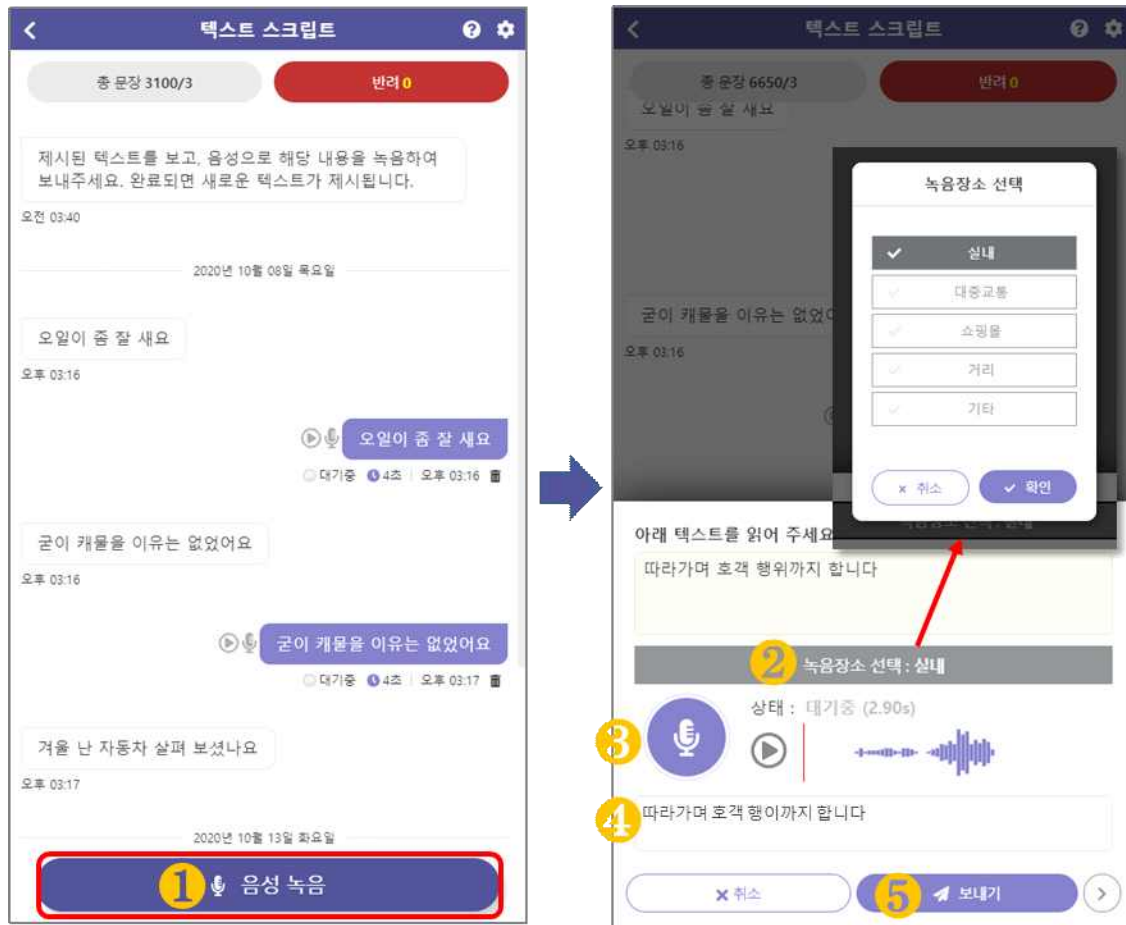 텍스트 스크립트
총 문장 3100/3
반려 0
제시된 텍스트를 보고, 음성으로 해당 내용을 녹음하여
보내주세요. 완료되면 새로운 텍스트가 제시됩니다.
오전 03:40
2020년 10월 08일 목요일
오일이 좀 잘 새요
오후 03:16
오일이 좀 잘 새요
대기중 4초 | 오후 03:16
굳이 캐물을 이유는 없었어요
오후 03:16
굳이 캐물을 이유는 없었어요
대기중 4초 | 오후 03:17
겨울 난 자동차 살펴 보셨나요
오후 03:17
2020년 10월 13일 화요일
1 음성 녹음
텍스트 스크립트
총 문장 6650/3
반려 0
오일이 좀 잘 새요
오후 03:16
굳이 캐물을 이유는 없었어
오후 03:16
녹음장소 선택
실내
대중교통
쇼핑몰
거리
기타
× 취소
확인
녹음장소 선택 : 실내
아래 텍스트를 읽어 주세요
따라가며 호객 행위까지 합니다
2 녹음장소 선택 : 실내
3
상태 : 대기중 (2.90s)
4 따라가며 호객 행이까지 합니다
× 취소
5 보내기